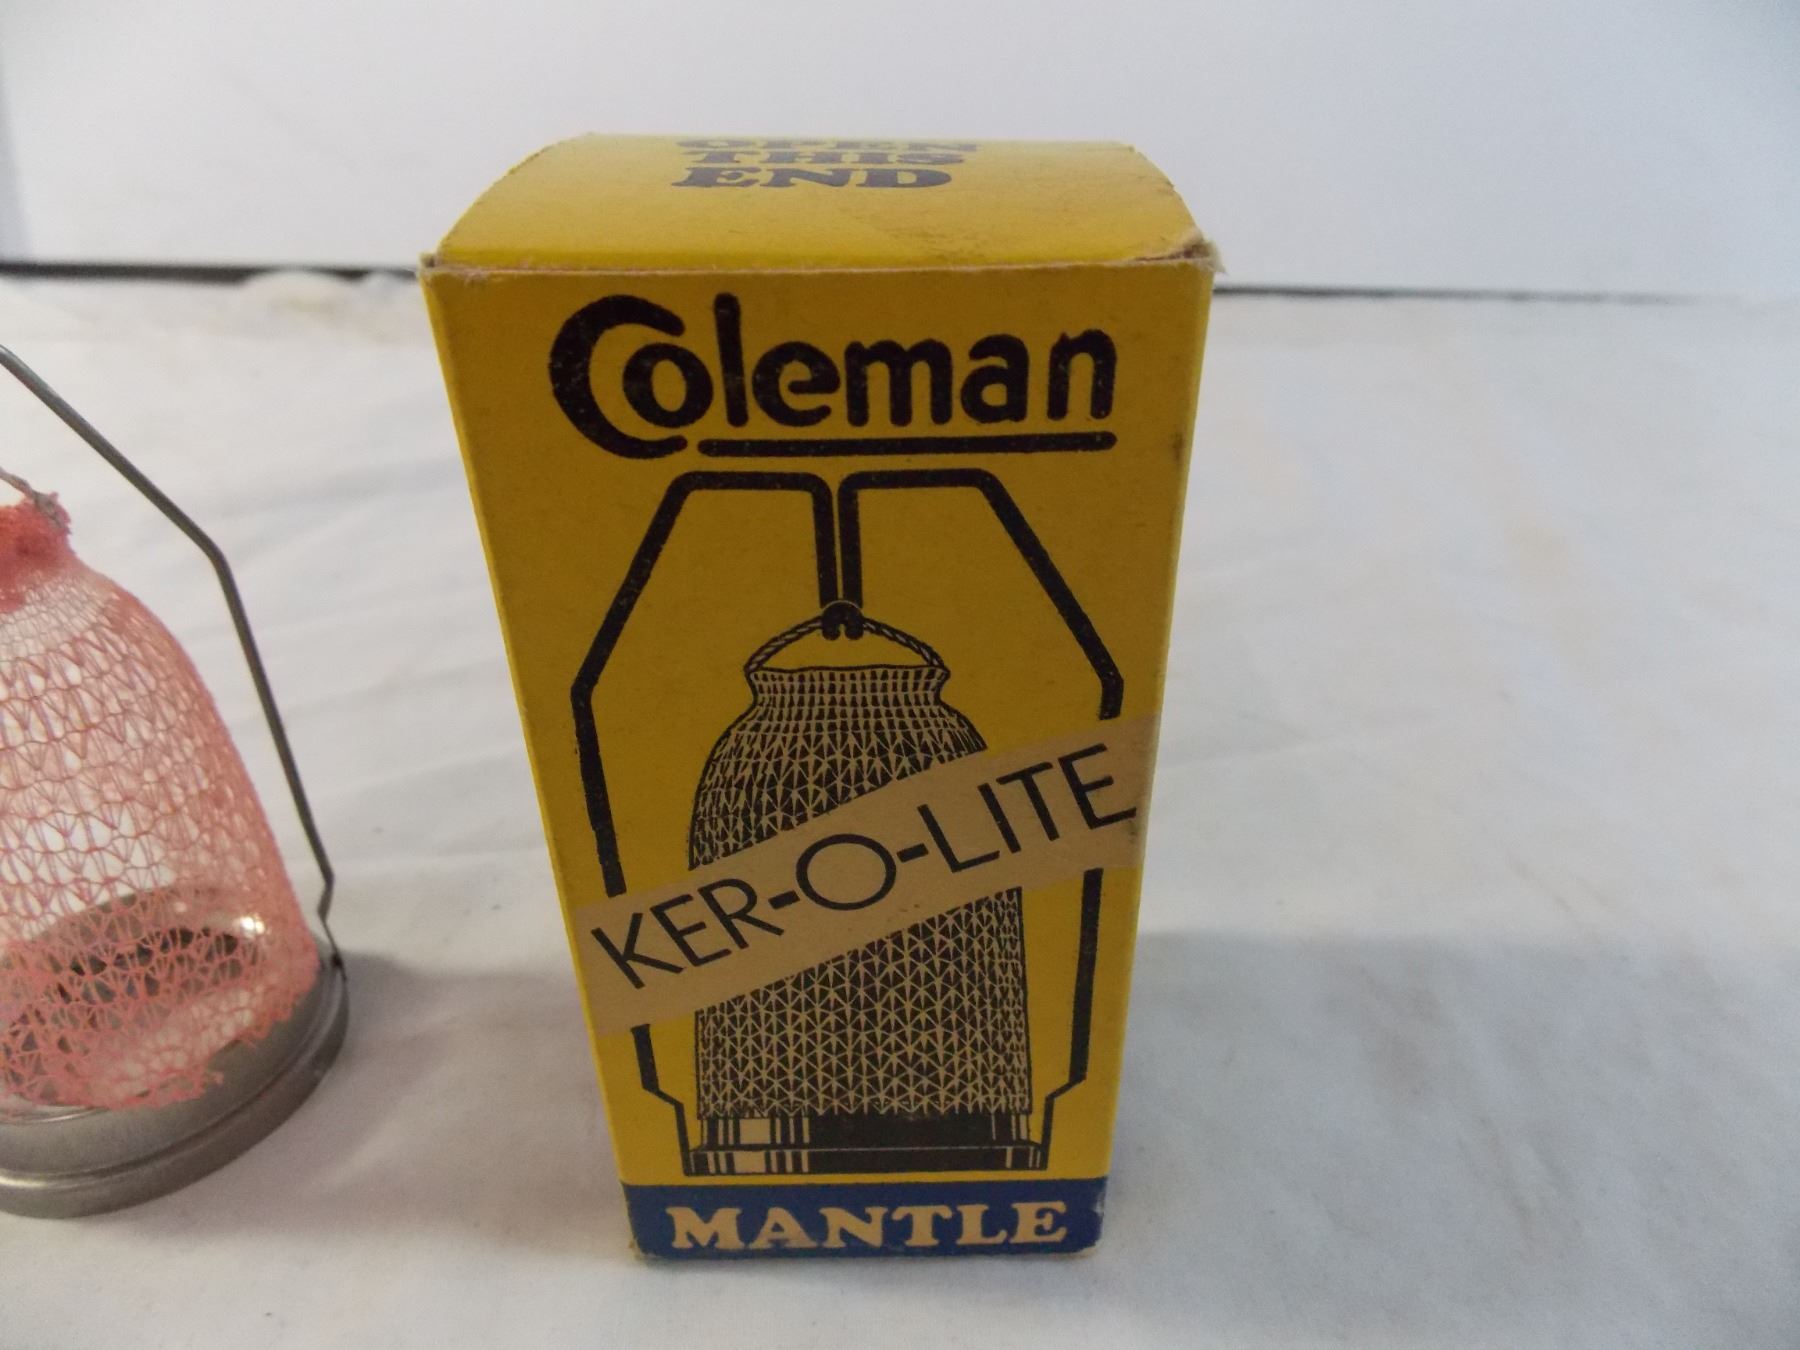 OPEN
THIS
END
Coleman
KER-O-LITE
MANTLE